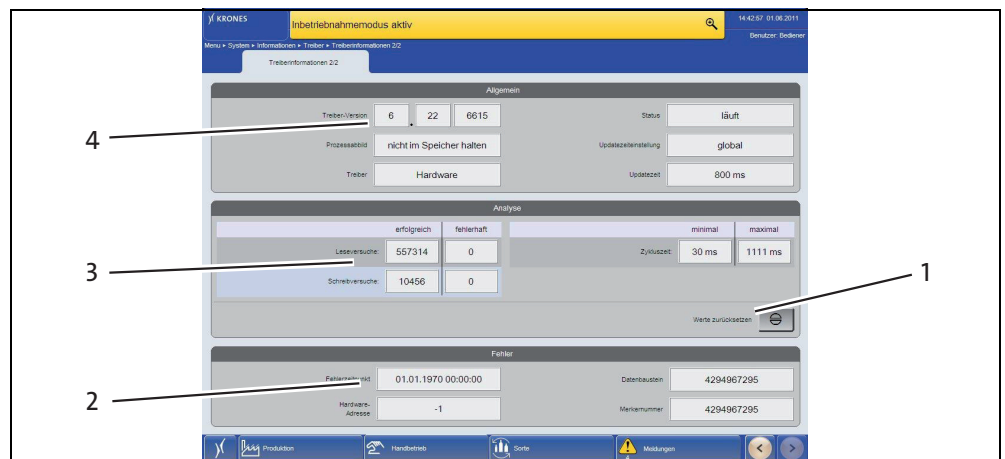 KRONES
Inbetriebnahmemodus aktiv
14:42:57 01.06.2011
Benutzer: Bediener
Menu ▸ System ▸ Informationen ▸ Treiber ▸ Treiberinformationen 2/2
Treiberinformationen 2/2
Allgemein
Treiber-Version 6 . 22 6615 Status läuft
Prozessabbild nicht im Speicher halten Updatezeiteinstellung global
Treiber Hardware Updatezeit 800 ms
4
Analyse
erfolgreich fehlerhaft minimal maximal
Leseversuche: 557314 0 Zykluszeit: 30 ms 1111 ms
3
Schreibversuche: 10456 0
1
Werte zurücksetzen
Fehler
Fehlerzeitpunkt 01.01.1970 00:00:00 Datenbaustein 4294967295
2
Hardware-
Adresse -1 Merkernummer 4294967295
Produktion Handbetrieb Sorte Meldungen
4